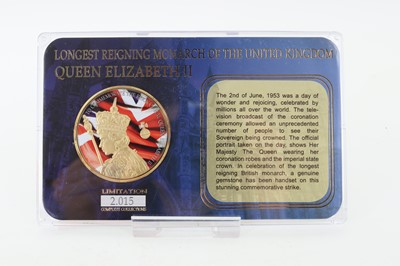 LONGEST REIGNING MONARCH OF THE UNITED KINGDOM
QUEEN ELIZABETH II
The 2nd of June, 1953 was a day of
wonder and rejoicing, celebrated by
millions all over the world. The tele-
vision broadcast of the coronation
ceremony allowed an unprecedented
number of people to see their
Sovereign being crowned. The official
portrait taken on the day, shows Her
Majesty The Queen wearing her
coronation robes and the imperial state
crown. In celebration of the longest
reigning British monarch, a genuine
gemstone has been handset on this
stunning commemorative strike.
LIMITATION
2.015
COMPLETE COLLECTIONS